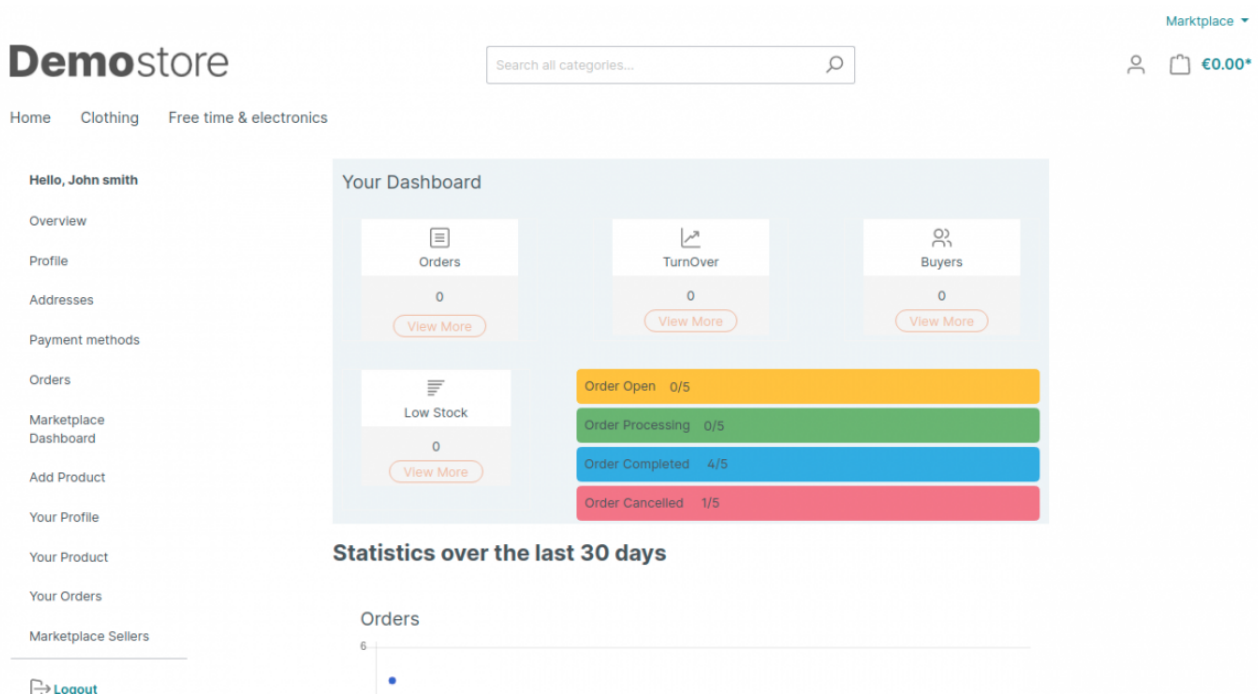 Marktplace
Demostore
Search all categories...
€0.00*
Home Clothing Free time & electronics
Hello, John smith
Overview
Profile
Addresses
Payment methods
Orders
Marketplace
Dashboard
Add Product
Your Profile
Your Product
Your Orders
Marketplace Sellers
Logout
Your Dashboard
Orders
0
View More
TurnOver
0
View More
Buyers
0
View More
Low Stock
0
View More
Order Open 0/5
Order Processing 0/5
Order Completed 4/5
Order Cancelled 1/5
Statistics over the last 30 days
Orders
6